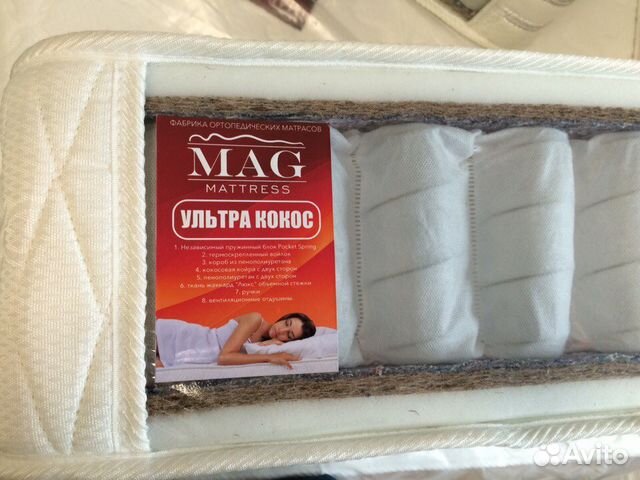 ФАБРИКА ОРТОПЕДИЧЕСКИХ МАТРАСОВ
MAG
MATTRESS
УЛЬТРА КОКОС
1. Независимый пружинный блок Pocket Spring
2. термоскрепленный войлок
3. короб из пенополиуретана
4. кокосовая койра с двух сторон
5. пенополиуретан с двух сторон
6. ткань жаккард "Люкс" объемной стежки
7. ручки
8. вентиляционные отдушины
Avito